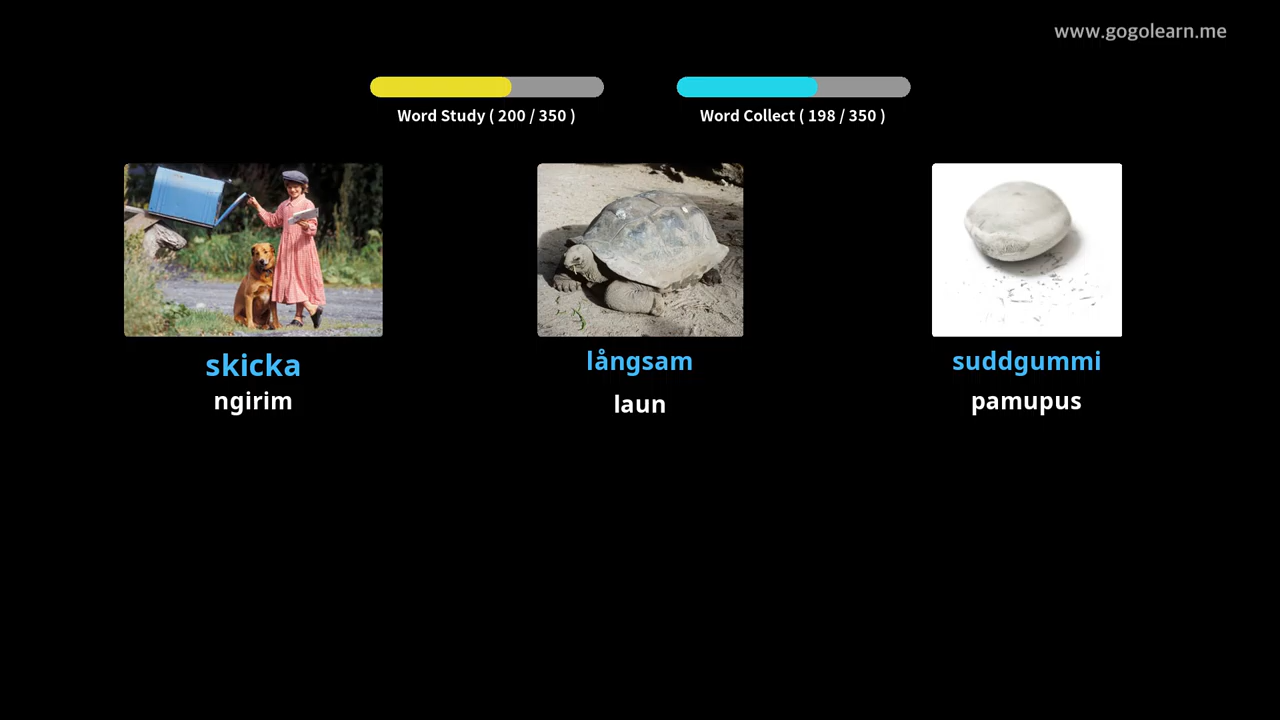 www.gogolearn.me
Word Study ( 200 / 350 )
Word Collect ( 198 / 350 )
skicka
ngirim
långsam
laun
suddgummi
pamupus